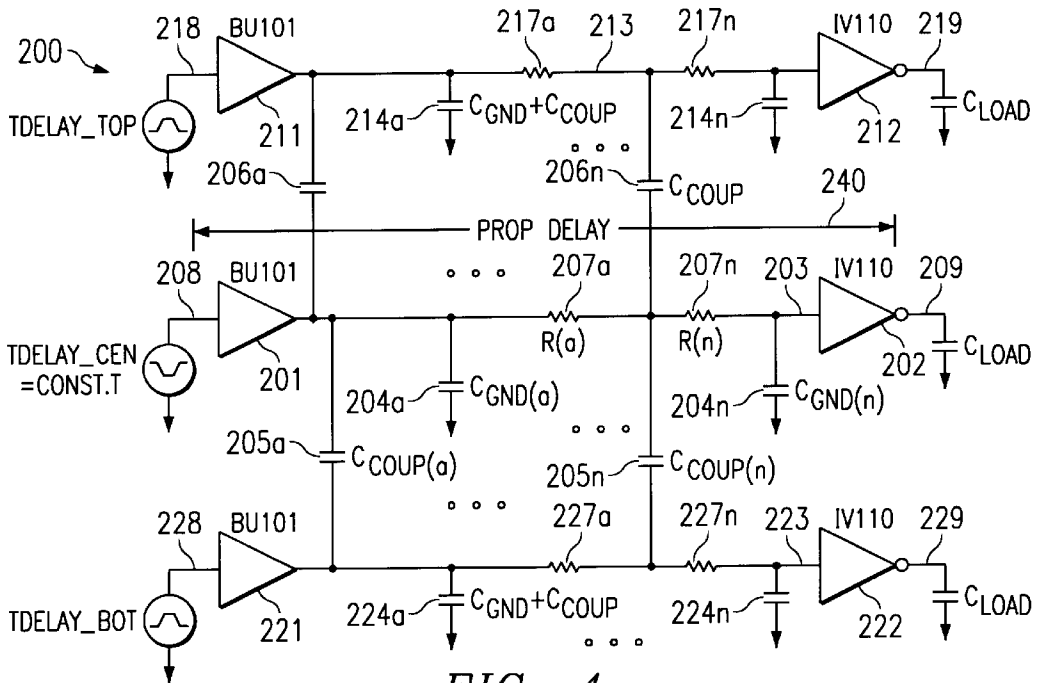 200
218
BU101
217a
213
217n
IV110
219
TDELAY_TOP
211
214a
C_GND+C_COUP
214n
212
C_LOAD
206a
206n
C_COUP
240
PROP DELAY
208
BU101
207a
207n
203
IV110
209
R(a)
R(n)
TDELAY_CEN
=CONST.T
201
204a
C_GND(a)
204n
C_GND(n)
202
C_LOAD
205a
C_COUP(a)
205n
C_COUP(n)
228
BU101
227a
227n
223
IV110
229
TDELAY_BOT
221
224a
C_GND+C_COUP
224n
222
C_LOAD